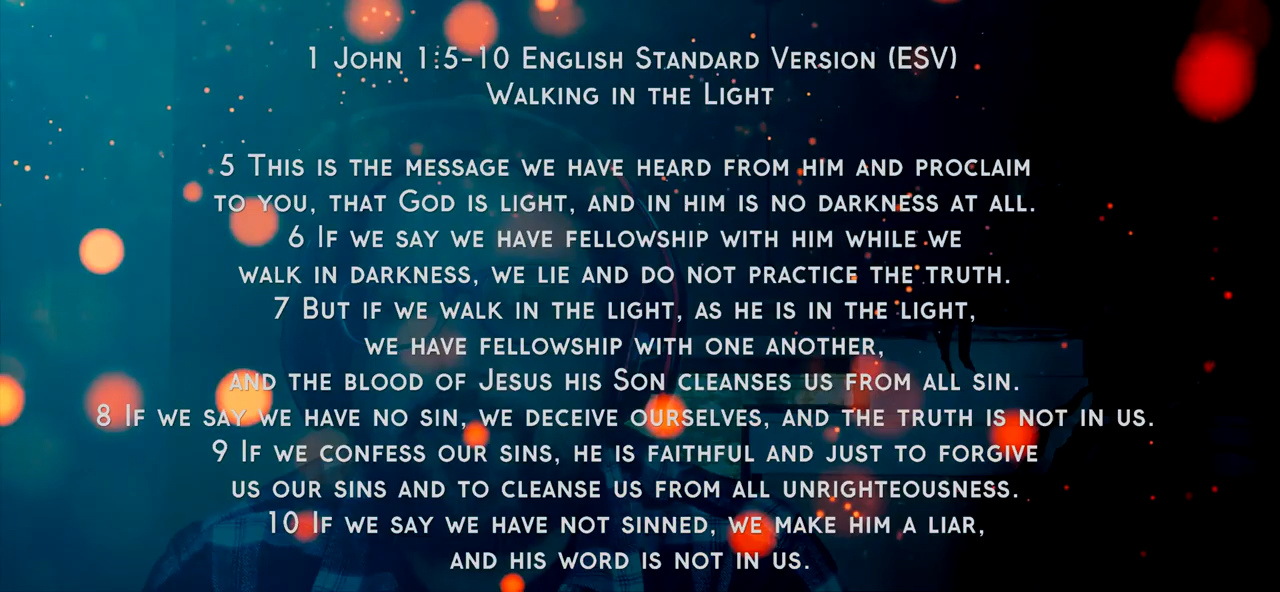 1 John 1:5-10 English Standard Version (ESV)
Walking in the Light
5 This is the message we have heard from him and proclaim
to you, that God is light, and in him is no darkness at all.
6 If we say we have fellowship with him while we
walk in darkness, we lie and do not practice the truth.
7 But if we walk in the light, as he is in the light,
we have fellowship with one another,
and the blood of Jesus his Son cleanses us from all sin.
8 If we say we have no sin, we deceive ourselves, and the truth is not in us.
9 If we confess our sins, he is faithful and just to forgive
us our sins and to cleanse us from all unrighteousness.
10 If we say we have not sinned, we make him a liar,
and his word is not in us.